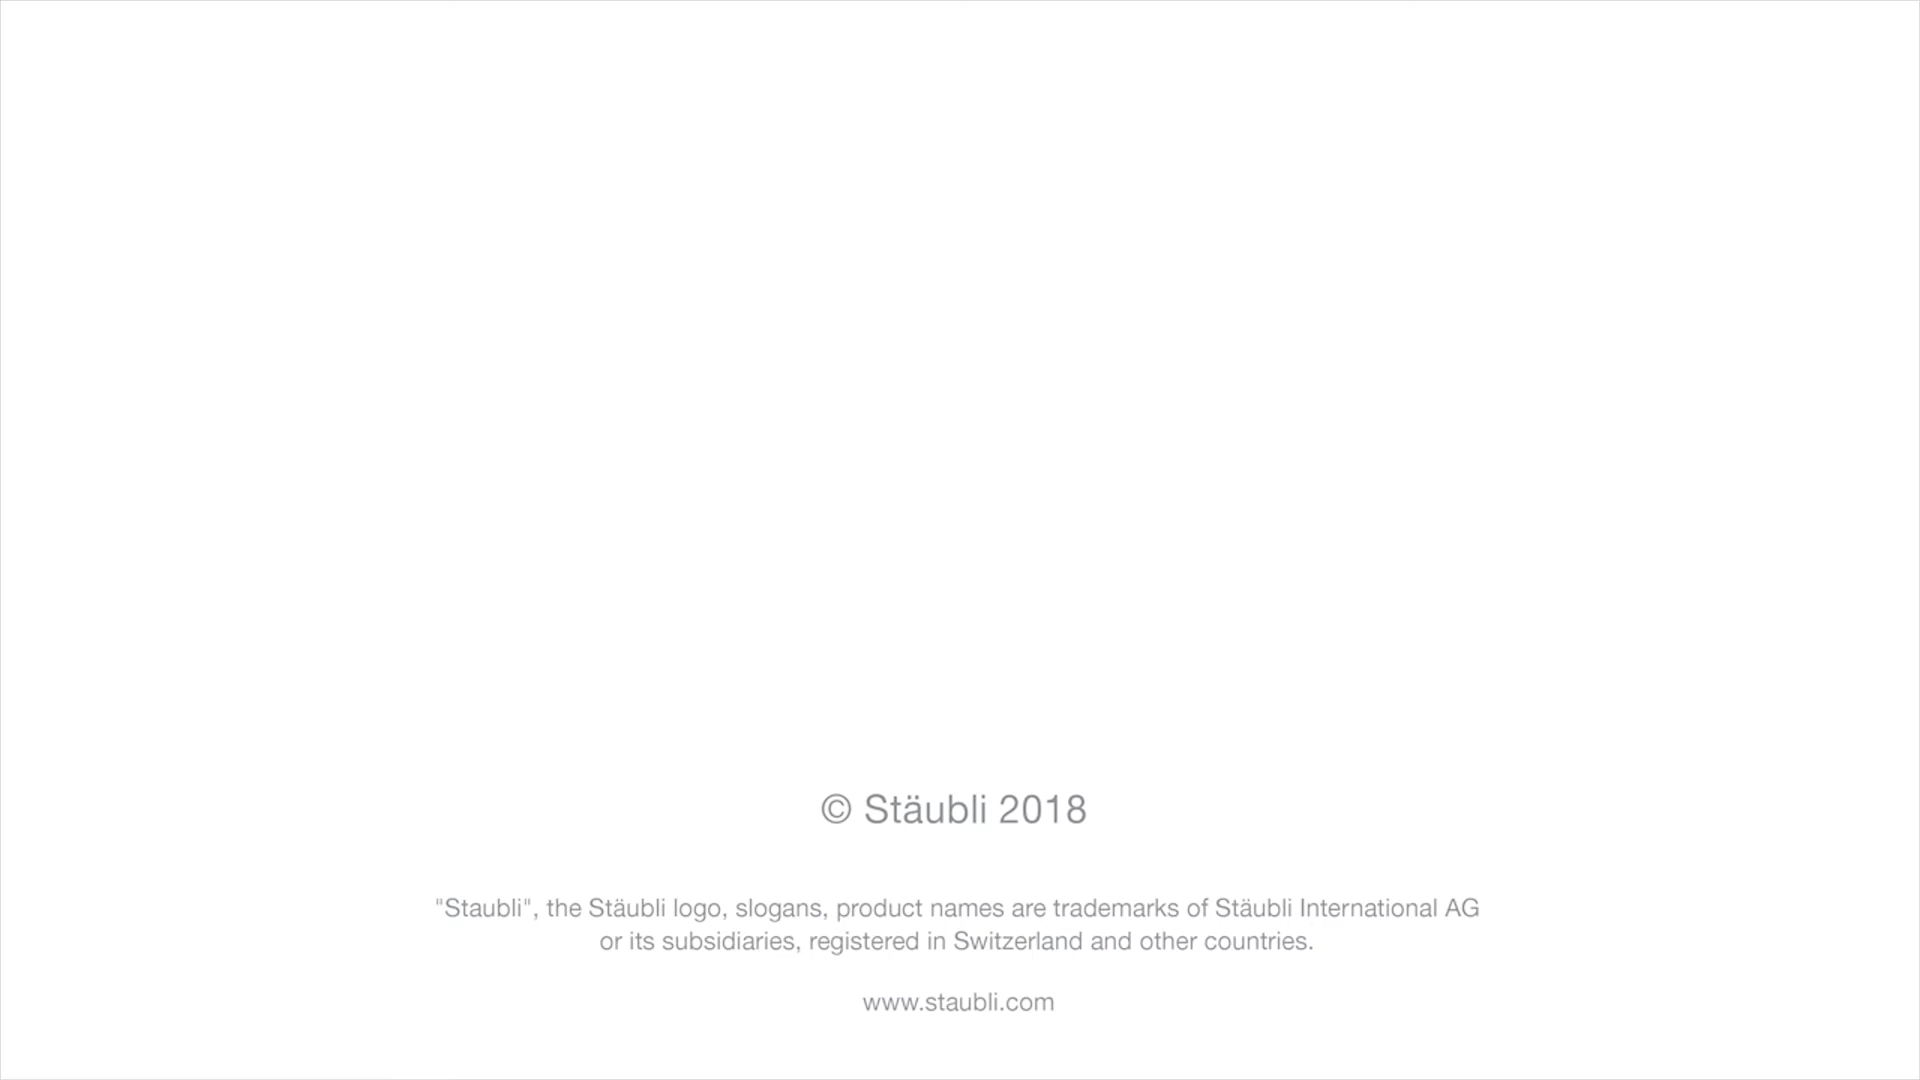 © Stäubli 2018
"Staubli", the Stäubli logo, slogans, product names are trademarks of Stäubli International AG
or its subsidiaries, registered in Switzerland and other countries.
www.staubli.com